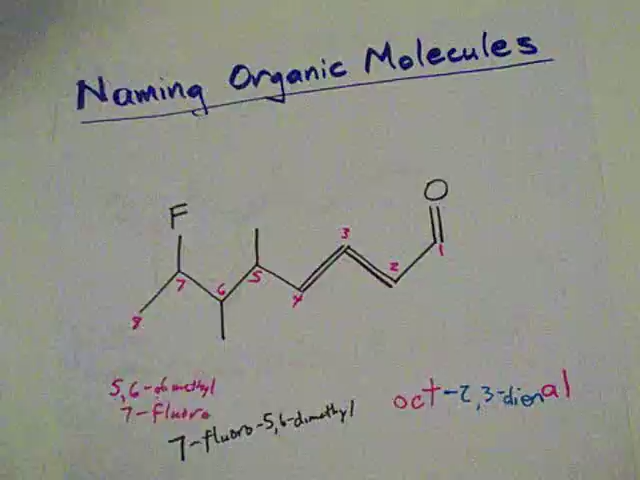 Naming Organic Molecules
O
F
3
1
2
7
5
6
4
8
5,6-dimethyl
7-fluoro
7-fluoro-5,6-dimethyl
oct-2,3-dienal